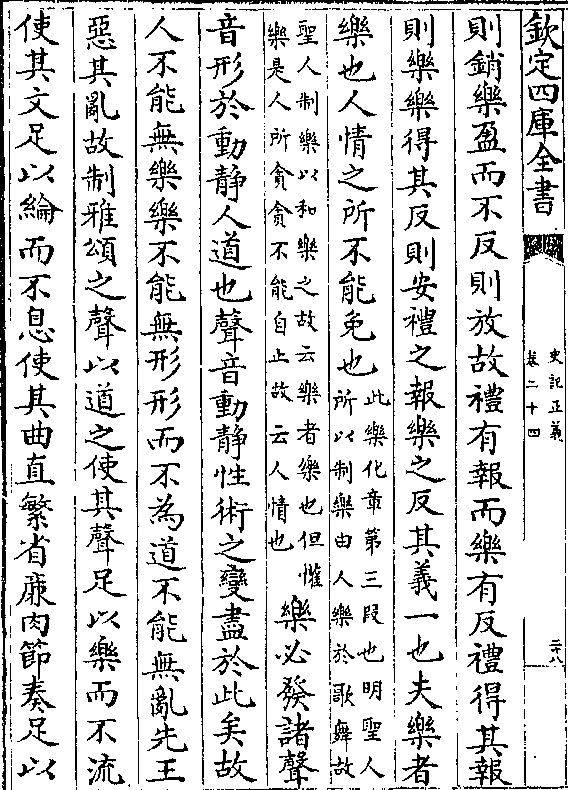 欽定四庫全書
史記正義
卷二十四
二十八
則銷樂盈而不反則放故禮有報而樂有反禮得其報
則樂樂得其反則安禮之報樂之反其義一也夫樂者
樂也人情之所不能免也
此樂化章第三段也明聖人
所以制樂由人樂於歌舞故
聖人制樂以和樂之故云樂者樂也但懽
樂是人所貪貪不能自止故云人情也
樂必發諸聲
音形於動靜人道也聲音動靜性術之變盡於此矣故
人不能無樂樂不能無形形而不為道不能無亂先王
惡其亂故制雅頌之聲以道之使其聲足以樂而不流
使其文足以綸而不息使其曲直繁省廉肉節奏足以